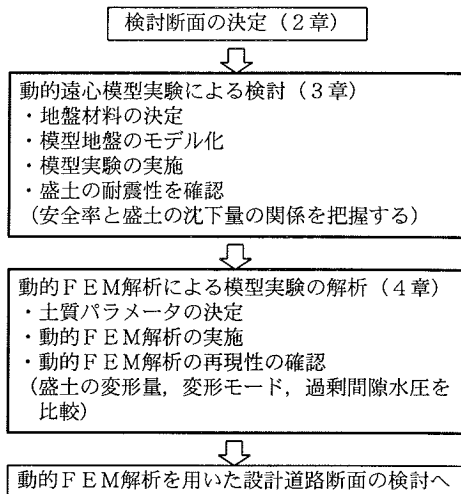 検討断面の決定（２章）
動的遠心模型実験による検討（３章）
・地盤材料の決定
・模型地盤のモデル化
・模型実験の実施
・盛土の耐震性を確認
（安全率と盛土の沈下量の関係を把握する）
動的ＦＥＭ解析による模型実験の解析（４章）
・土質パラメータの決定
・動的ＦＥＭ解析の実施
・動的ＦＥＭ解析の再現性の確認
（盛土の変形量，変形モード，過剰間隙水圧を
比較）
動的ＦＥＭ解析を用いた設計道路断面の検討へ